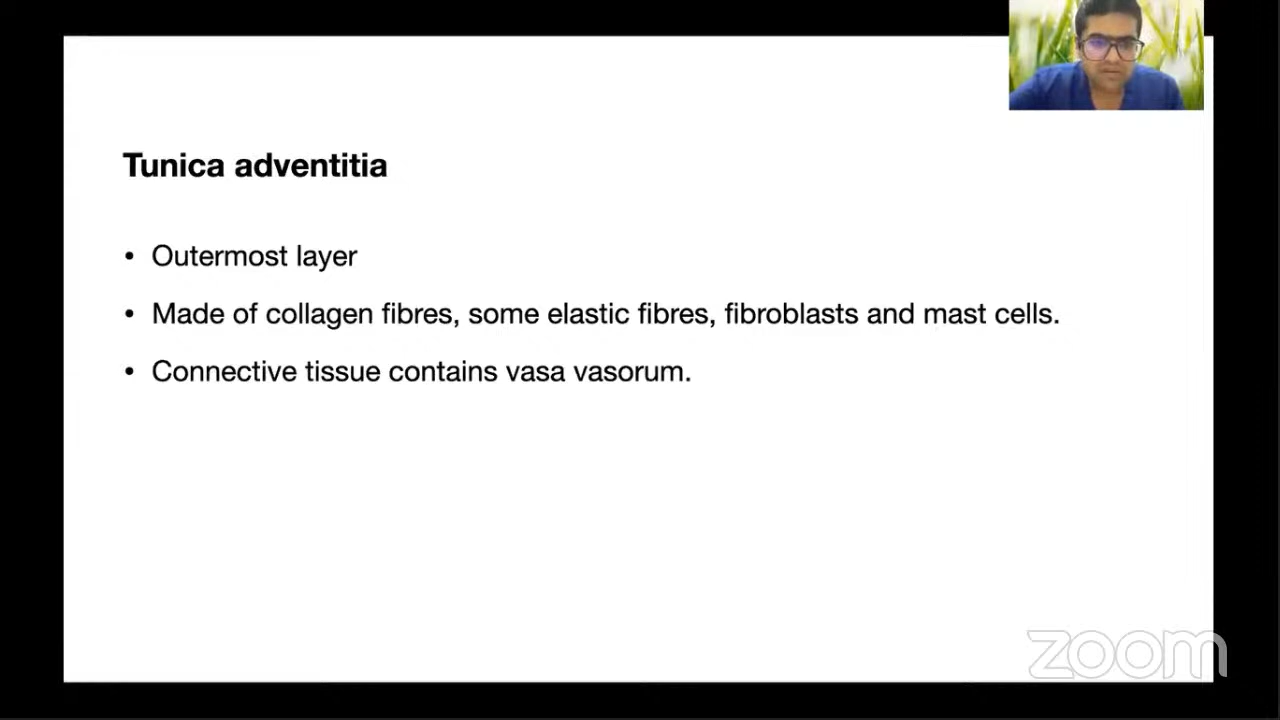 Tunica adventitia
• Outermost layer
• Made of collagen fibres, some elastic fibres, fibroblasts and mast cells.
• Connective tissue contains vasa vasorum.
zoom